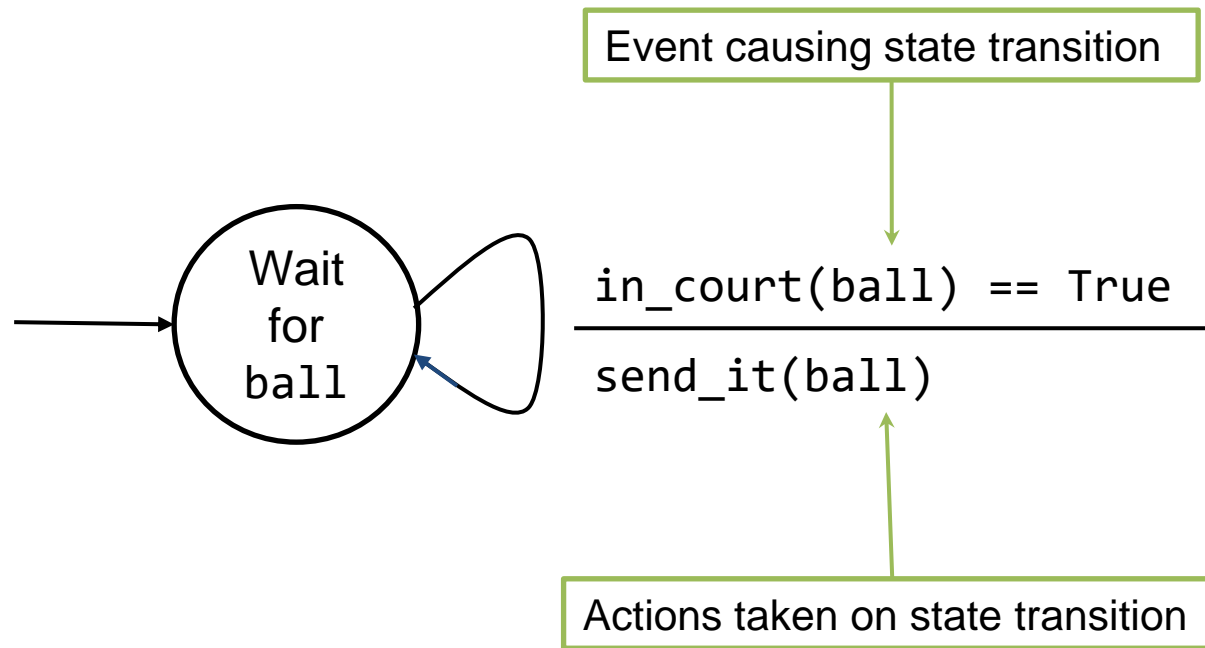 Event causing state transition
Wait
for
ball
in_court(ball) == True
send_it(ball)
Actions taken on state transition